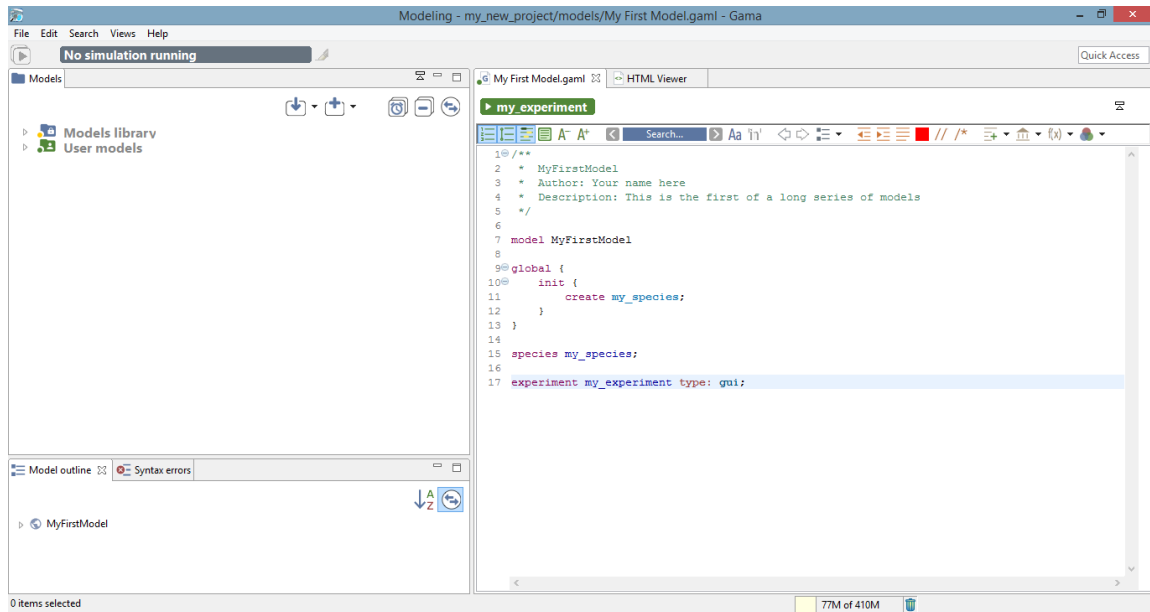 Modeling - my_new_project/models/My First Model.gaml - Gama
File Edit Search Views Help
No simulation running
Quick Access
Models
My First Model.gaml
HTML Viewer
my_experiment
Models library
User models
A- A+ Search... Aa 'in' // /* f(x)
1 /**
2 * MyFirstModel
3 * Author: Your name here
4 * Description: This is the first of a long series of models
5 */
6
7 model MyFirstModel
8
9 global {
10 init {
11 create my_species;
12 }
13 }
14
15 species my_species;
16
17 experiment my_experiment type: gui;
Model outline
Syntax errors
A
Z
MyFirstModel
0 items selected
77M of 410M